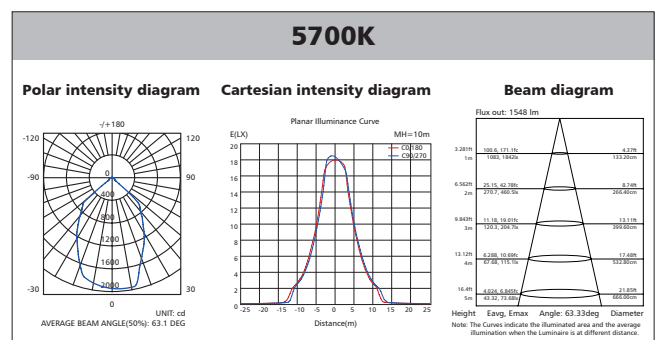 5700K
Polar intensity diagram
-/+180
-120
120
-90
90
0
400
800
1200
1600
2000
-30
30
0
UNIT: cd
AVERAGE BEAM ANGLE(50%): 63.1 DEG
Cartesian intensity diagram
Planar Illuminance Curve
E(LX)
MH=10m
C0/180
C90/270
20
18
16
14
12
10
8
6
4
2
0
-25 -20 -15 -10 -5 0 5 10 15 20 25
Distance(m)
Beam diagram
Flux out: 1548 lm
3.281ft 100.6, 171.1fc 4.37ft
1m 1083, 1842lx 133.20cm
6.562ft 25.15, 42.78fc 8.74ft
2m 270.7, 460.5lx 266.40cm
9.843ft 11.18, 19.01fc 13.11ft
3m 120.3, 204.7lx 399.60cm
13.12ft 6.288, 10.69fc 17.48ft
4m 67.68, 115.1lx 532.80cm
16.4ft 4.024, 6.845fc 21.85ft
5m 43.32, 73.68lx 666.00cm
Height Eavg, Emax Angle: 63.33deg Diameter
Note: The Curves indicate the illuminated area and the average
illumination when the Luminaire is at different distance.